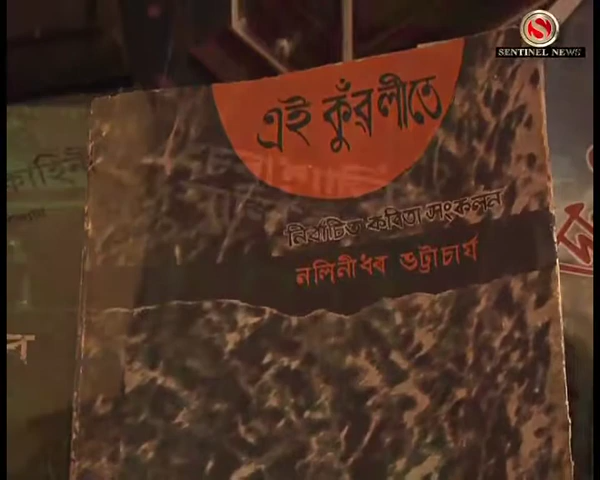 S
SENTINEL NEWS
কাহিনী
এই কুঁৱলীতে
নিৰ্বাচিত কবিতা সংকলন
নলিনীধৰ ভট্টাচাৰ্য